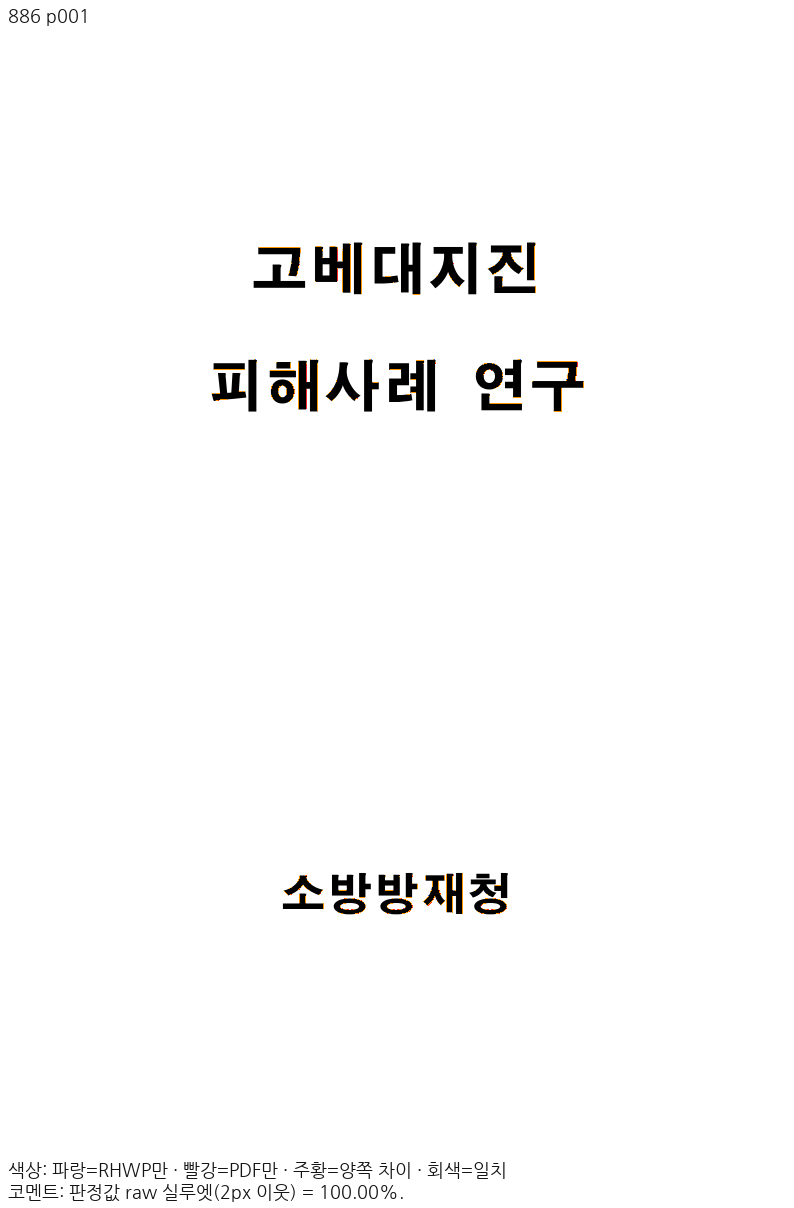 886 p001
고베대지진
피해사례 연구
소방방재청
색상: 파랑=RHWP만 · 빨강=PDF만 · 주황=양쪽 차이 · 회색=일치
코멘트: 판정값 raw 실루엣(2px 이웃) = 100.00%.